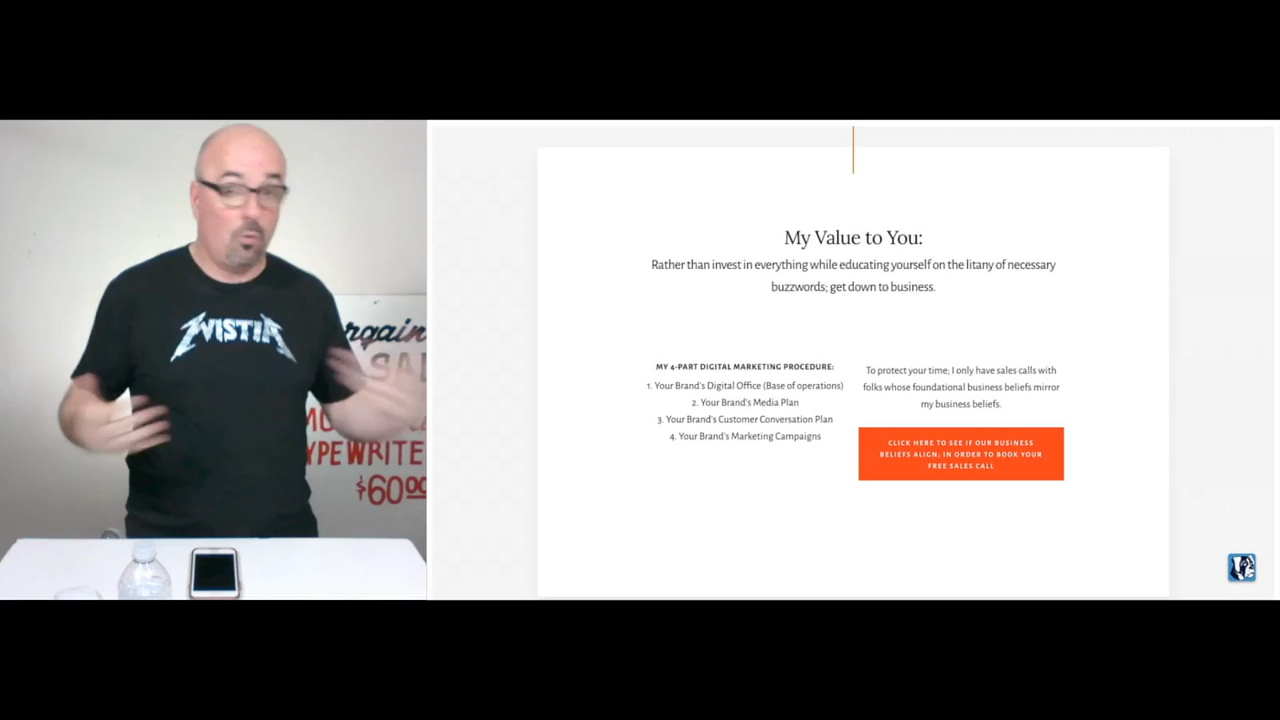 WISTIA
SAL
YPEWRITE
$60.00
My Value to You:
Rather than invest in everything while educating yourself on the litany of necessary
buzzwords; get down to business.
MY 4-PART DIGITAL MARKETING PROCEDURE:
1. Your Brand's Digital Office (Base of operations)
2. Your Brand's Media Plan
3. Your Brand's Customer Conversation Plan
4. Your Brand's Marketing Campaigns
To protect your time; I only have sales calls with
folks whose foundational business beliefs mirror
my business beliefs.
CLICK HERE TO SEE IF OUR BUSINESS
BELIEFS ALIGN; IN ORDER TO BOOK YOUR
FREE SALES CALL